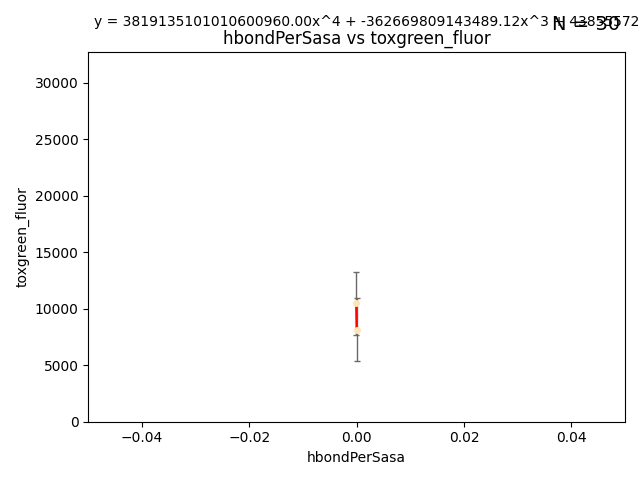 y = 3819135101010600960.00x^4 + -362669809143489.12x^3 +
N = 30
hbondPerSasa vs toxgreen_fluor
30000
25000
20000
15000
10000
5000
0
toxgreen_fluor
−0.04 −0.02 0.00 0.02 0.04
hbondPerSasa